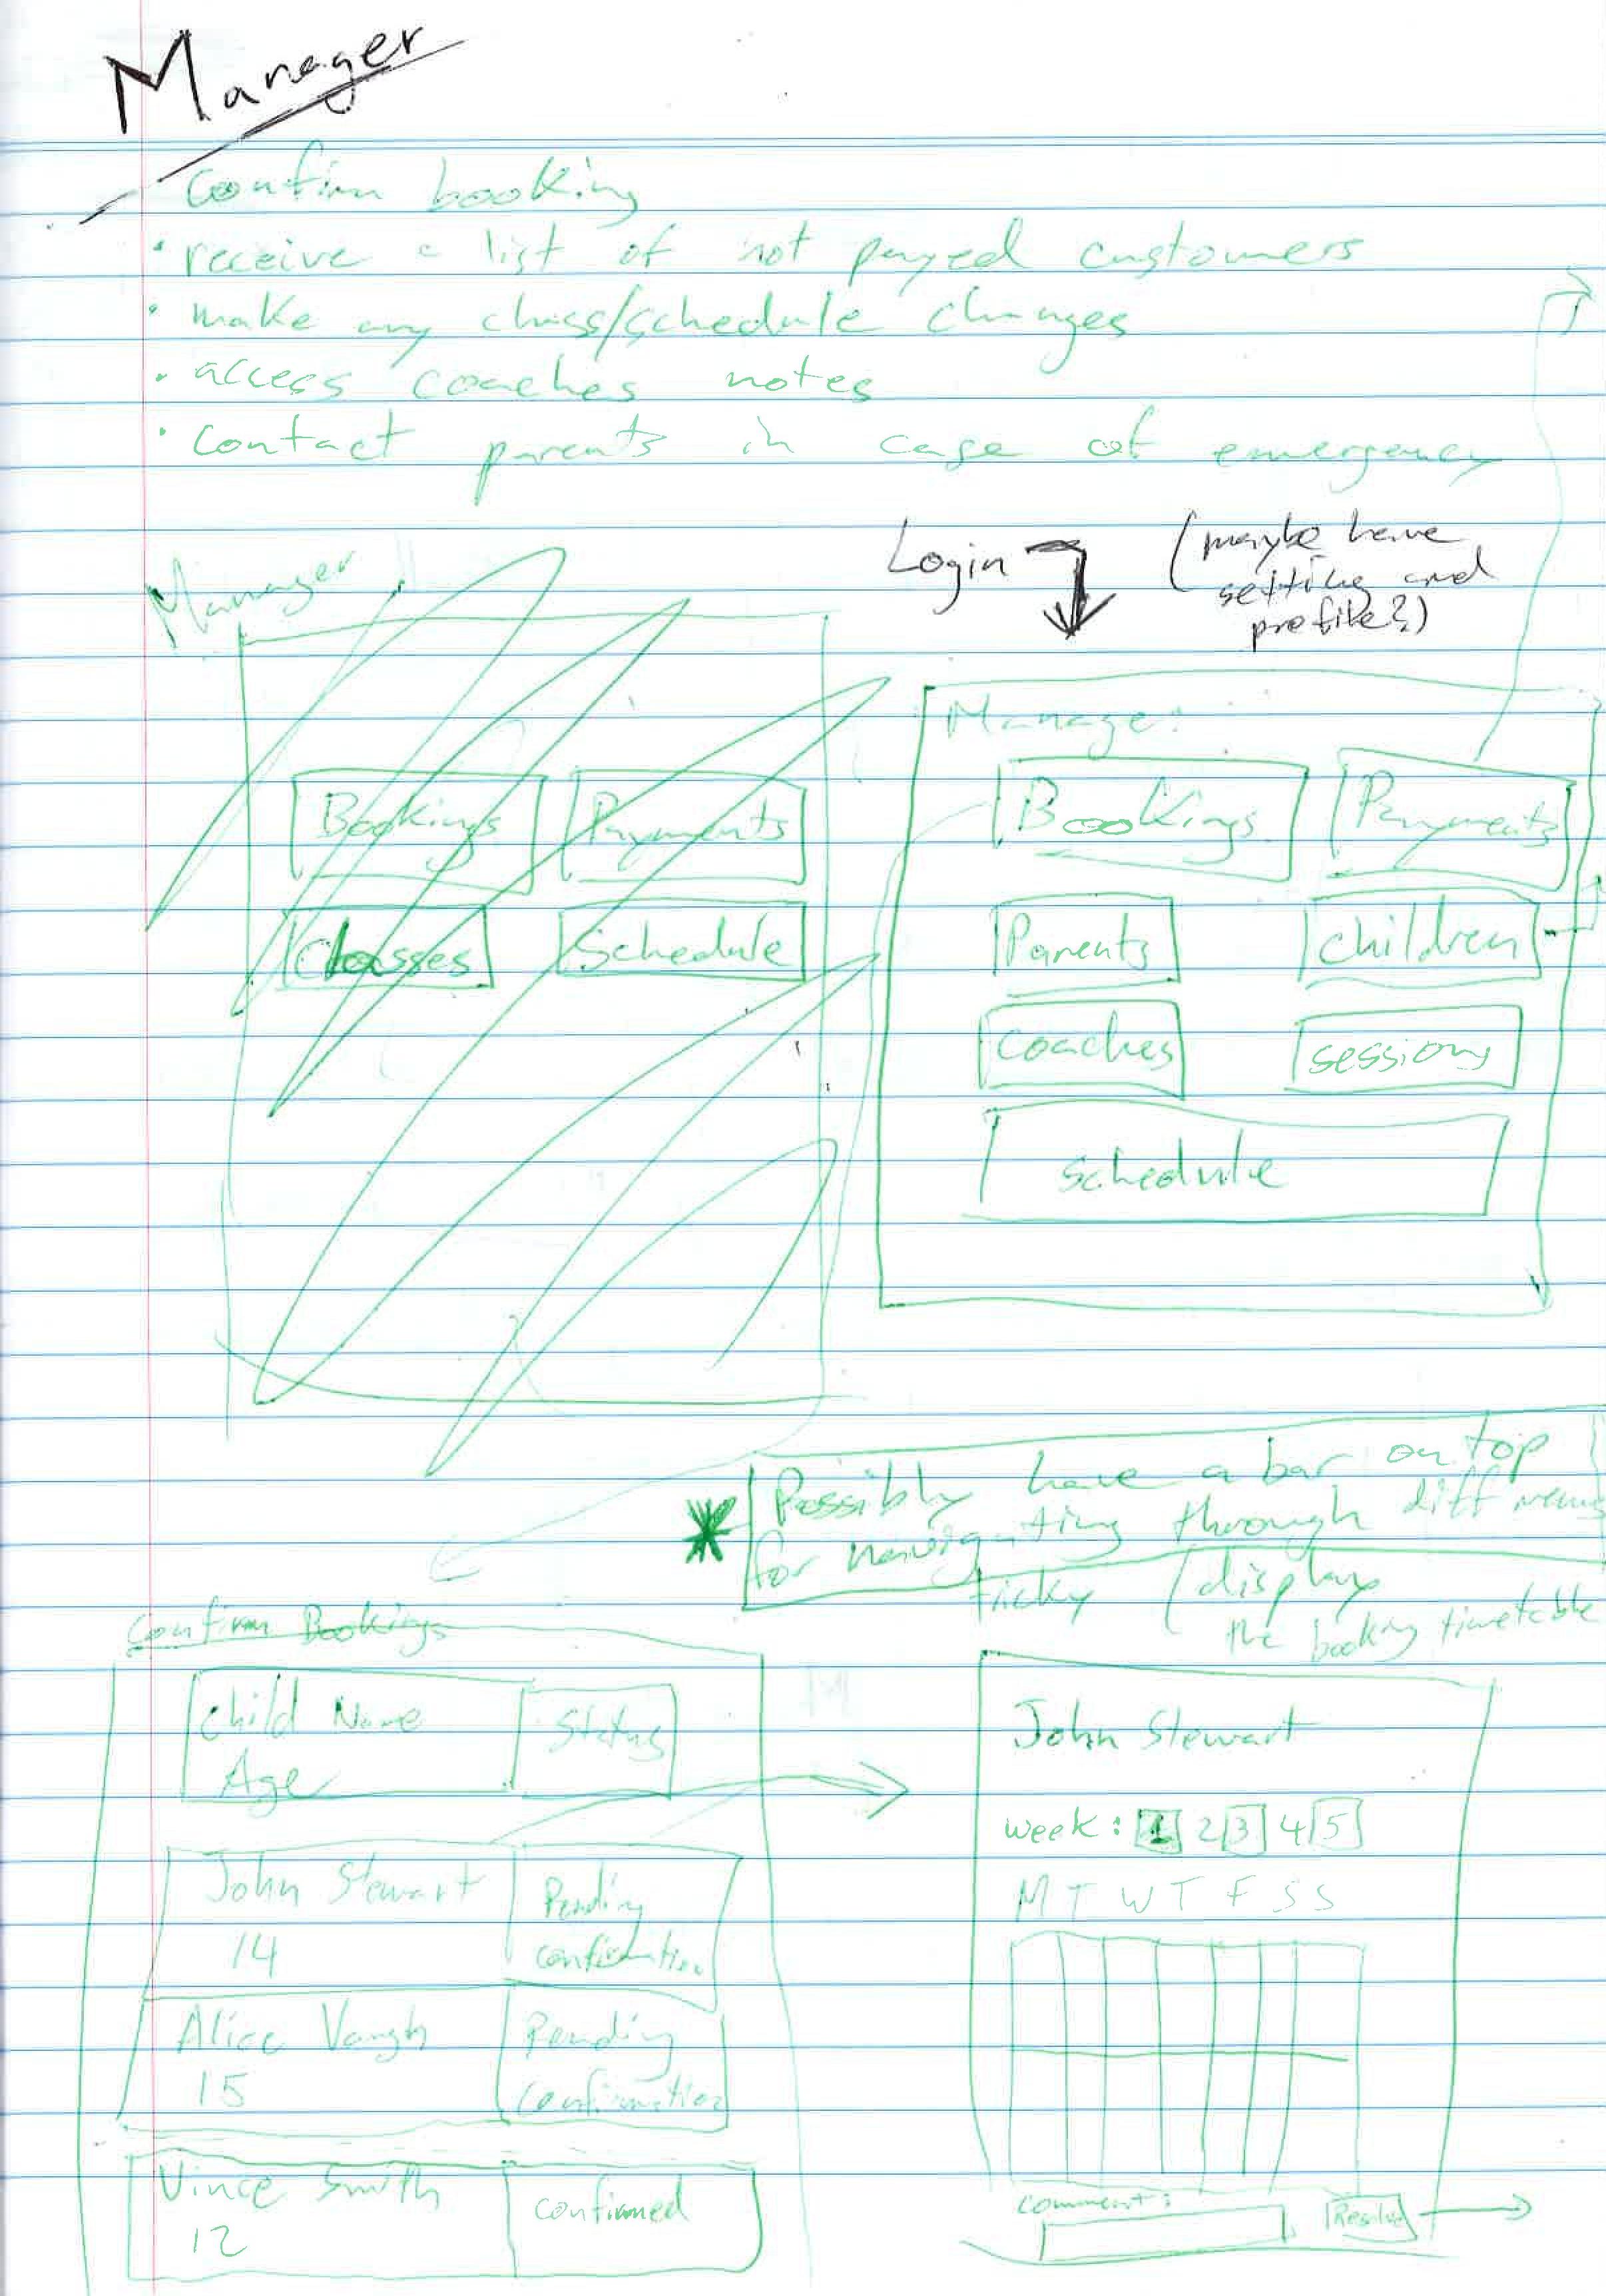 Manager
Confirm booking
· receive a list of not payed customers
· make any class/schedule changes
· access coaches notes
· contact parents in case of emergency
Manager
Bookings
Payments
Classes
Schedule
Login
(maybe have
setting and
profile?)
Manage:
Bookings
Payments
Parents
Children
Coaches
sessions
Schedule
* Possibly have a bar on top
for navigating through diff menus
ticky (display
the booking timetable
Confirm Bookings
Child Name
Age
Status
John Stewart
14
Pending
confirmation
Alice Vaugh
15
Pending
confirmation
Vince Smith
12
Confirmed
John Stewart
week: 1 2 3 4 5
M T W T F S S
Comment:
Resolve